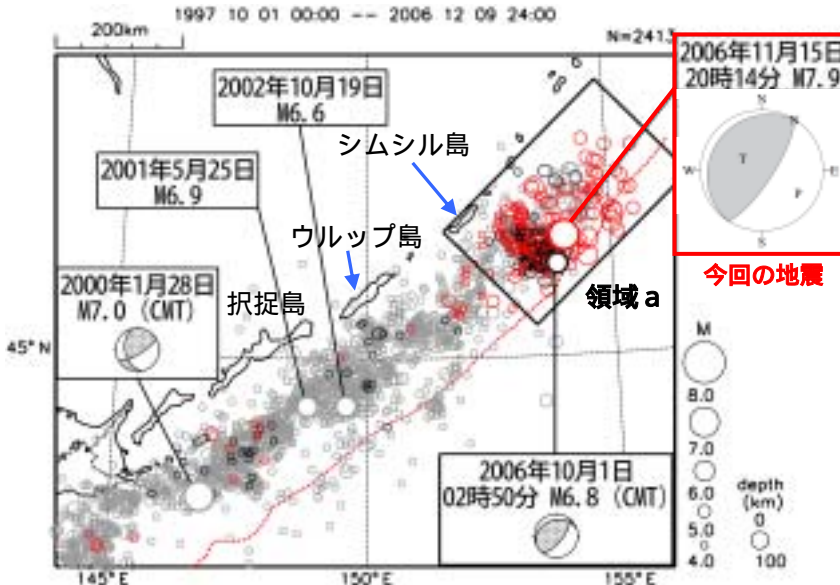 1997 10 01 00:00 -- 2006 12 09 24:00
200km
N=2413
2006年11月15日
20時14分 M7.9
N
N
T
W
E
P
S
今回の地震
2002年10月19日
M6.6
シムシル島
2001年5月25日
M6.9
ウルップ島
2000年1月28日
M7.0 (CMT)
択捉島
領域a
45°N
M
8.0
7.0
6.0
5.0
4.0
depth
(km)
0
100
2006年10月1日
02時50分 M6.8 (CMT)
145°E
150°E
155°E